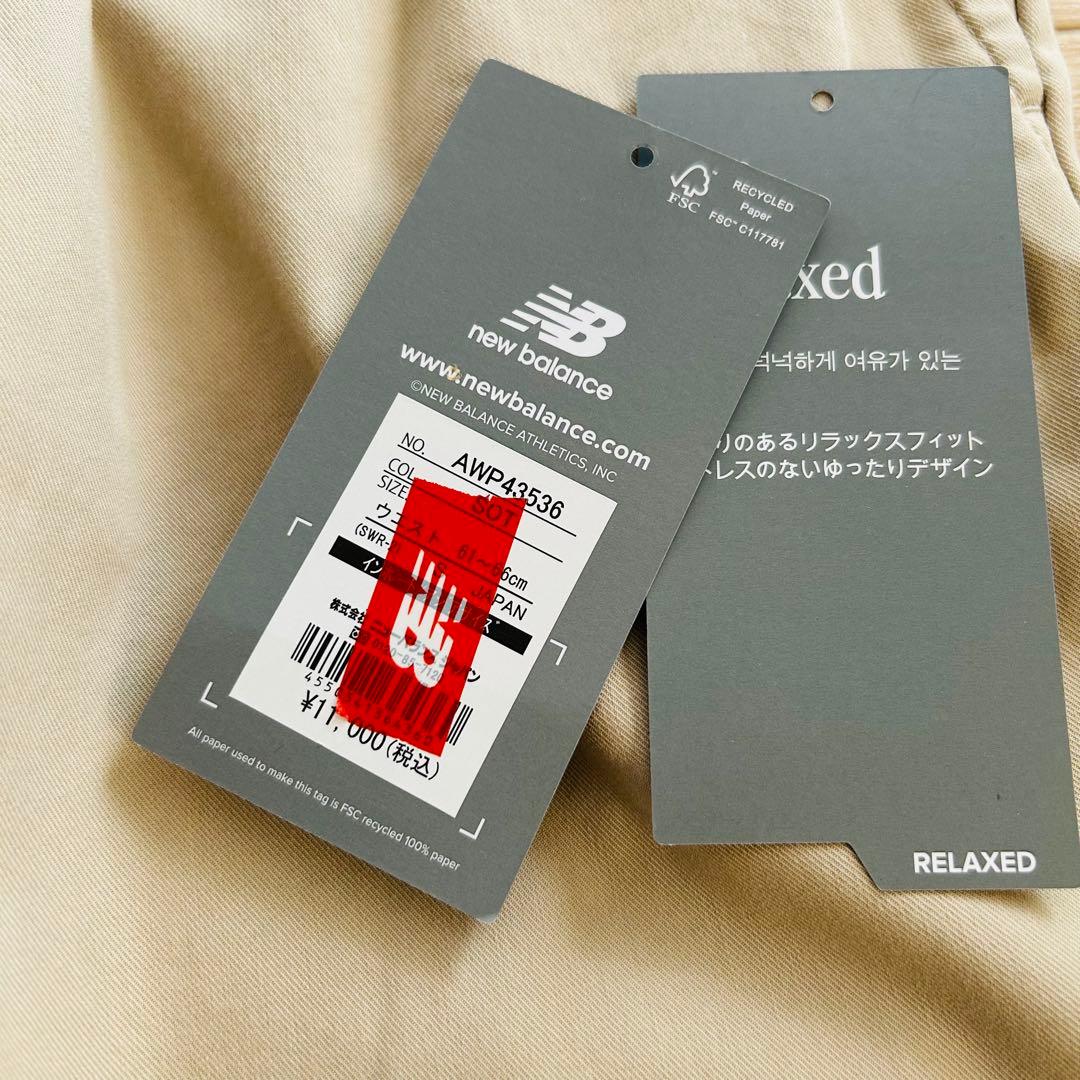 FSC
RECYCLED
Paper
FSC™ C117781
NB
new balance
www.newbalance.com
©NEW BALANCE ATHLETICS, INC
NO. AWP43536
COL SOT
SIZE
ウエスト 61~66cm
JAPAN
¥11,000(税込)
All paper used to make this tag is FSC recycled 100% paper
xed
넉하게 여유가 있는
りのあるリラックスフィット
レスのないゆったりデザイン
RELAXED